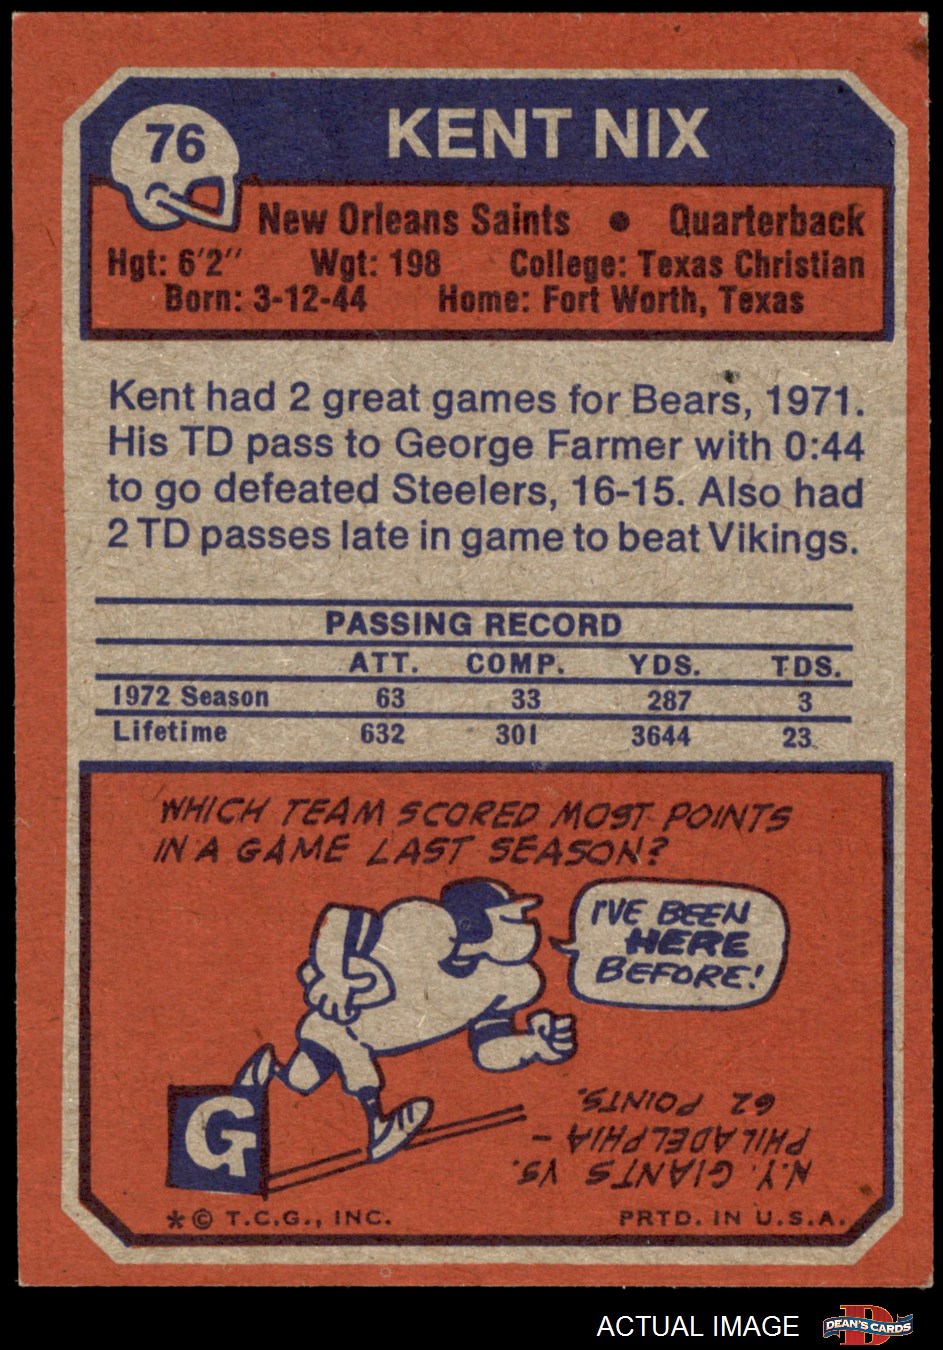 76
KENT NIX
New Orleans Saints • Quarterback
Hgt: 6'2" Wgt: 198 College: Texas Christian
Born: 3-12-44 Home: Fort Worth, Texas
Kent had 2 great games for Bears, 1971.
His TD pass to George Farmer with 0:44
to go defeated Steelers, 16-15. Also had
2 TD passes late in game to beat Vikings.
PASSING RECORD
ATT. COMP. YDS. TDS.
1972 Season 63 33 287 3
Lifetime 632 301 3644 23
WHICH TEAM SCORED MOST POINTS
IN A GAME LAST SEASON?
I'VE BEEN
HERE
BEFORE!
G
N.Y. GIANTS VS.
PHILADELPHIA –
62 POINTS.
*© T.C.G., INC. PRTD. IN U.S.A.
ACTUAL IMAGE
D
DEAN'S CARDS